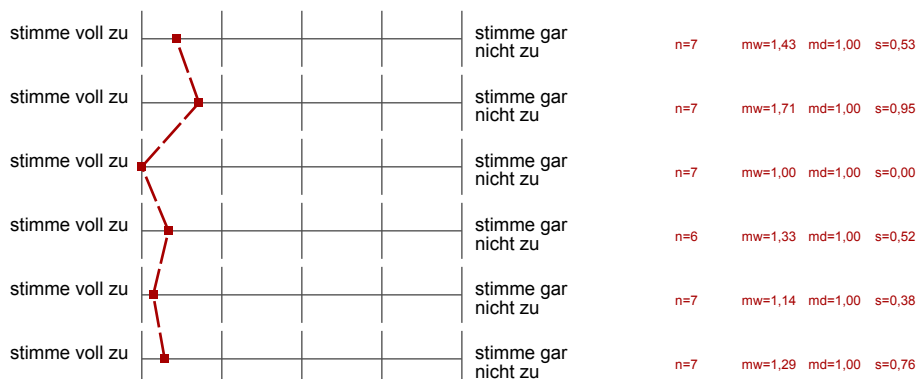 stimme voll zu stimme gar
nicht zu n=7 mw=1,43 md=1,00 s=0,53
stimme voll zu stimme gar
nicht zu n=7 mw=1,71 md=1,00 s=0,95
stimme voll zu stimme gar
nicht zu n=7 mw=1,00 md=1,00 s=0,00
stimme voll zu stimme gar
nicht zu n=6 mw=1,33 md=1,00 s=0,52
stimme voll zu stimme gar
nicht zu n=7 mw=1,14 md=1,00 s=0,38
stimme voll zu stimme gar
nicht zu n=7 mw=1,29 md=1,00 s=0,76